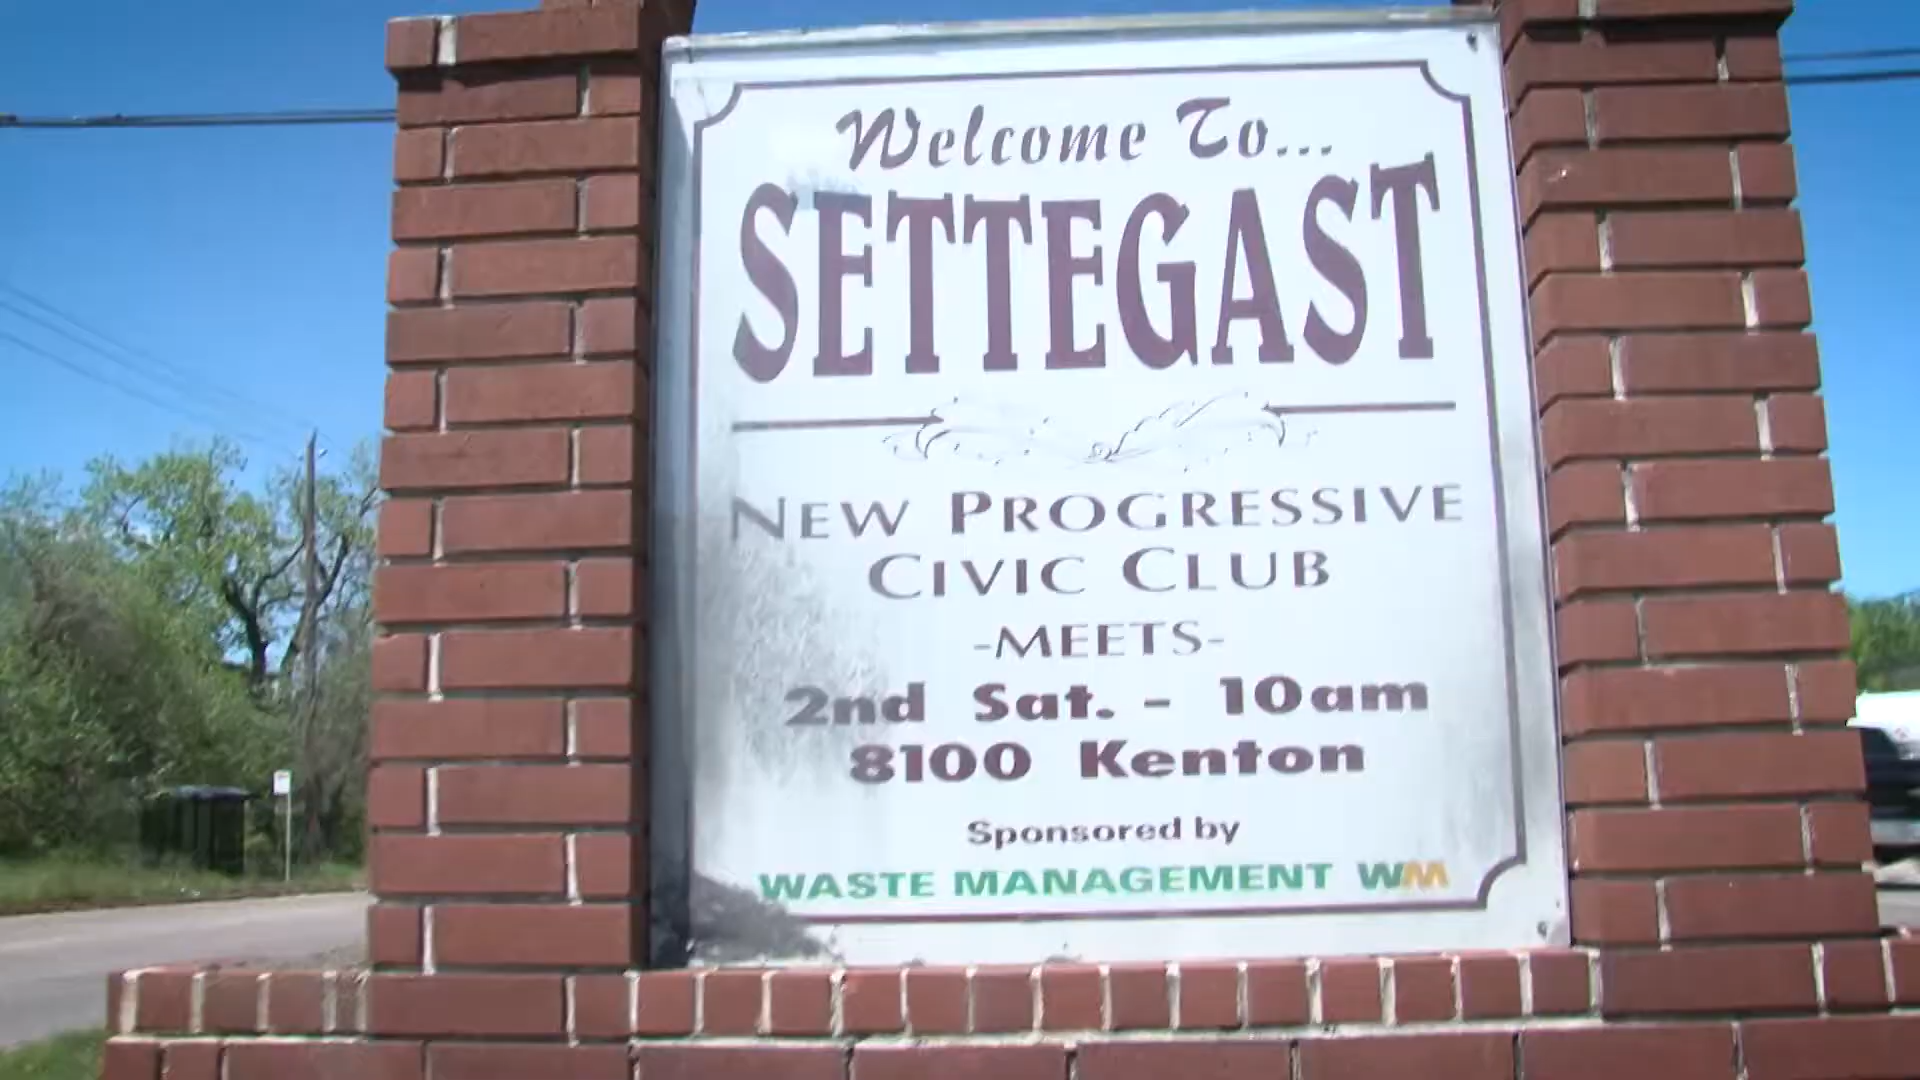 Welcome To...
SETTEGAST
NEW PROGRESSIVE
CIVIC CLUB
-MEETS-
2nd Sat. - 10am
8100 Kenton
Sponsored by
WASTE MANAGEMENT WM